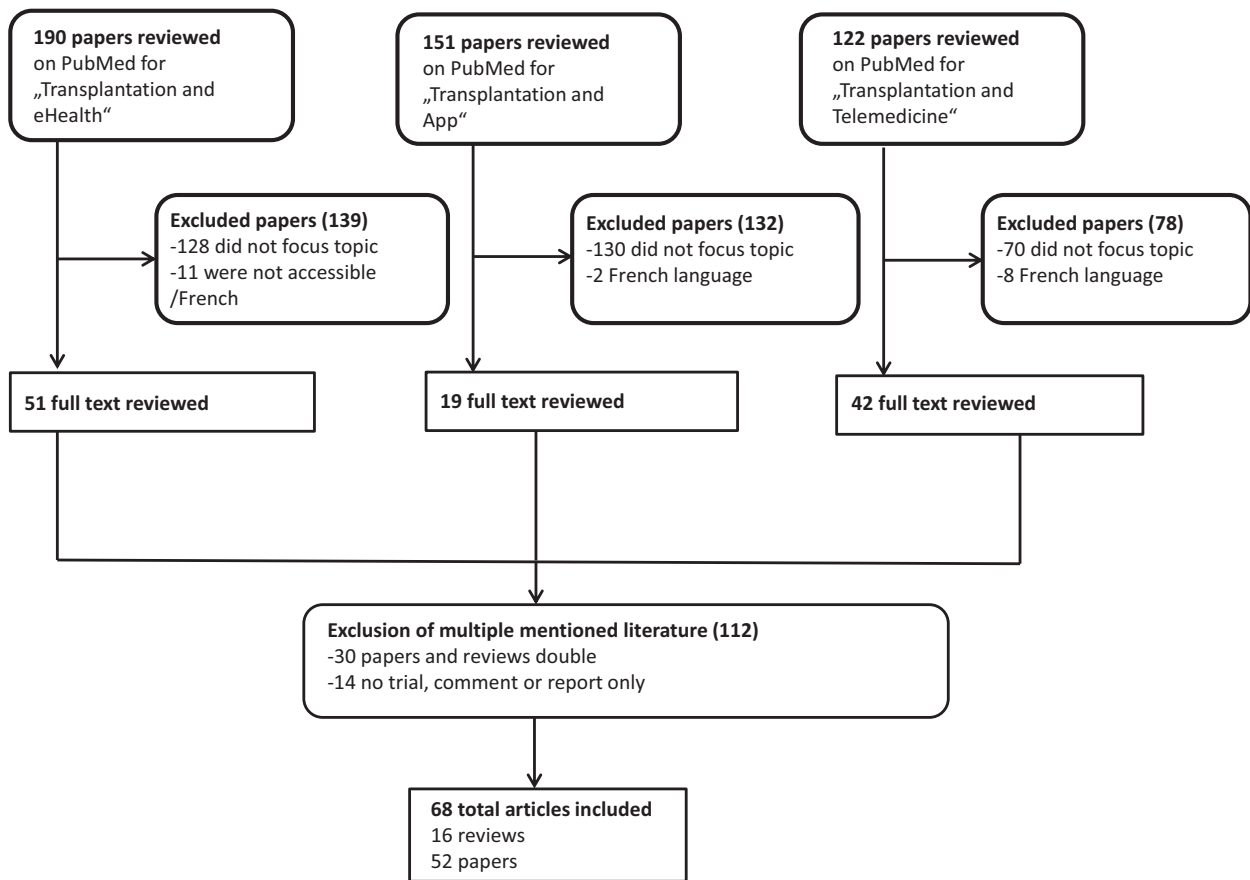 190 papers reviewed
on PubMed for
„Transplantation and
eHealth“
151 papers reviewed
on PubMed for
„Transplantation and
App“
122 papers reviewed
on PubMed for
„Transplantation and
Telemedicine“
Excluded papers (139)
-128 did not focus topic
-11 were not accessible
/French
Excluded papers (132)
-130 did not focus topic
-2 French language
Excluded papers (78)
-70 did not focus topic
-8 French language
51 full text reviewed
19 full text reviewed
42 full text reviewed
Exclusion of multiple mentioned literature (112)
-30 papers and reviews double
-14 no trial, comment or report only
68 total articles included
16 reviews
52 papers